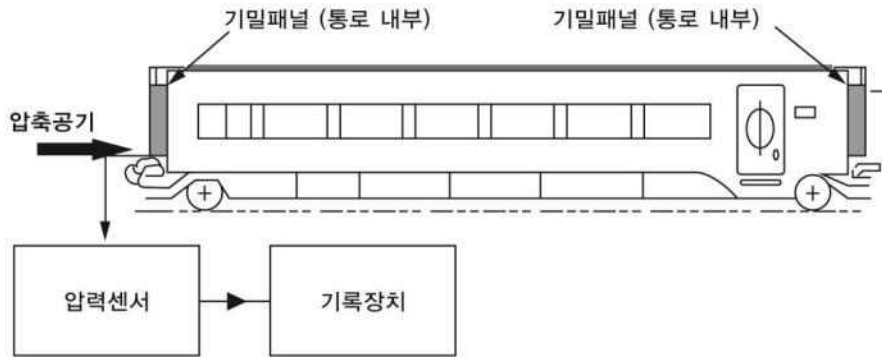 기밀패널 (통로 내부)
기밀패널 (통로 내부)
압축공기
압력센서
기록장치